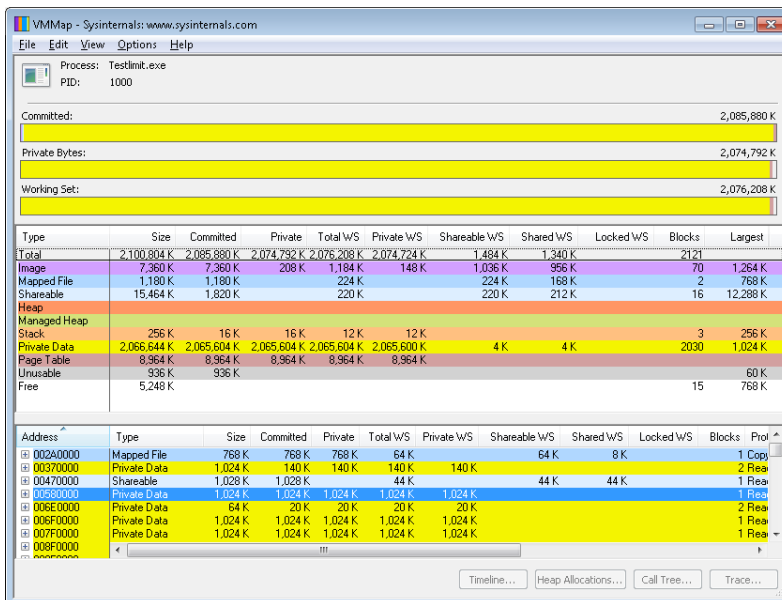 VMMap - Sysinternals: www.sysinternals.com
File Edit View Options Help
Process: Testlimit.exe
PID: 1000
Committed: 2,085,880 K
Private Bytes: 2,074,792 K
Working Set: 2,076,208 K
Type Size Committed Private Total WS Private WS Shareable WS Shared WS Locked WS Blocks Largest
Total 2,100,804 K 2,085,880 K 2,074,792 K 2,076,208 K 2,074,724 K 1,484 K 1,340 K 2121
Image 7,360 K 7,360 K 208 K 1,184 K 148 K 1,036 K 956 K 70 1,264 K
Mapped File 1,180 K 1,180 K 224 K 224 K 168 K 2 768 K
Shareable 15,464 K 1,820 K 220 K 220 K 212 K 16 12,288 K
Heap
Managed Heap
Stack 256 K 16 K 16 K 12 K 12 K 3 256 K
Private Data 2,066,644 K 2,065,604 K 2,065,604 K 2,065,604 K 2,065,600 K 4 K 4 K 2030 1,024 K
Page Table 8,964 K 8,964 K 8,964 K 8,964 K 8,964 K
Unusable 936 K 936 K 60 K
Free 5,248 K 15 768 K
Address Type Size Committed Private Total WS Private WS Shareable WS Shared WS Locked WS Blocks Prot
002A0000 Mapped File 768 K 768 K 768 K 64 K 64 K 8 K 1 Copy
00370000 Private Data 1,024 K 140 K 140 K 140 K 140 K 2 Read
00470000 Shareable 1,028 K 1,028 K 44 K 44 K 44 K 1 Read
00580000 Private Data 1,024 K 1,024 K 1,024 K 1,024 K 1,024 K 1 Read
006E0000 Private Data 64 K 20 K 20 K 20 K 20 K 2 Read
006F0000 Private Data 1,024 K 1,024 K 1,024 K 1,024 K 1,024 K 1 Read
007F0000 Private Data 1,024 K 1,024 K 1,024 K 1,024 K 1,024 K 1 Read
008F0000
Timeline... Heap Allocations... Call Tree... Trace...